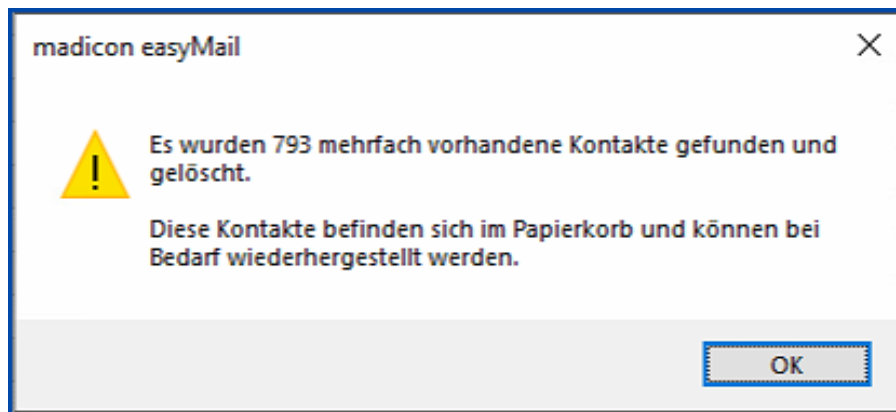 madicon easyMail
Es wurden 793 mehrfach vorhandene Kontakte gefunden und
gelöscht.
Diese Kontakte befinden sich im Papierkorb und können bei
Bedarf wiederhergestellt werden.
OK